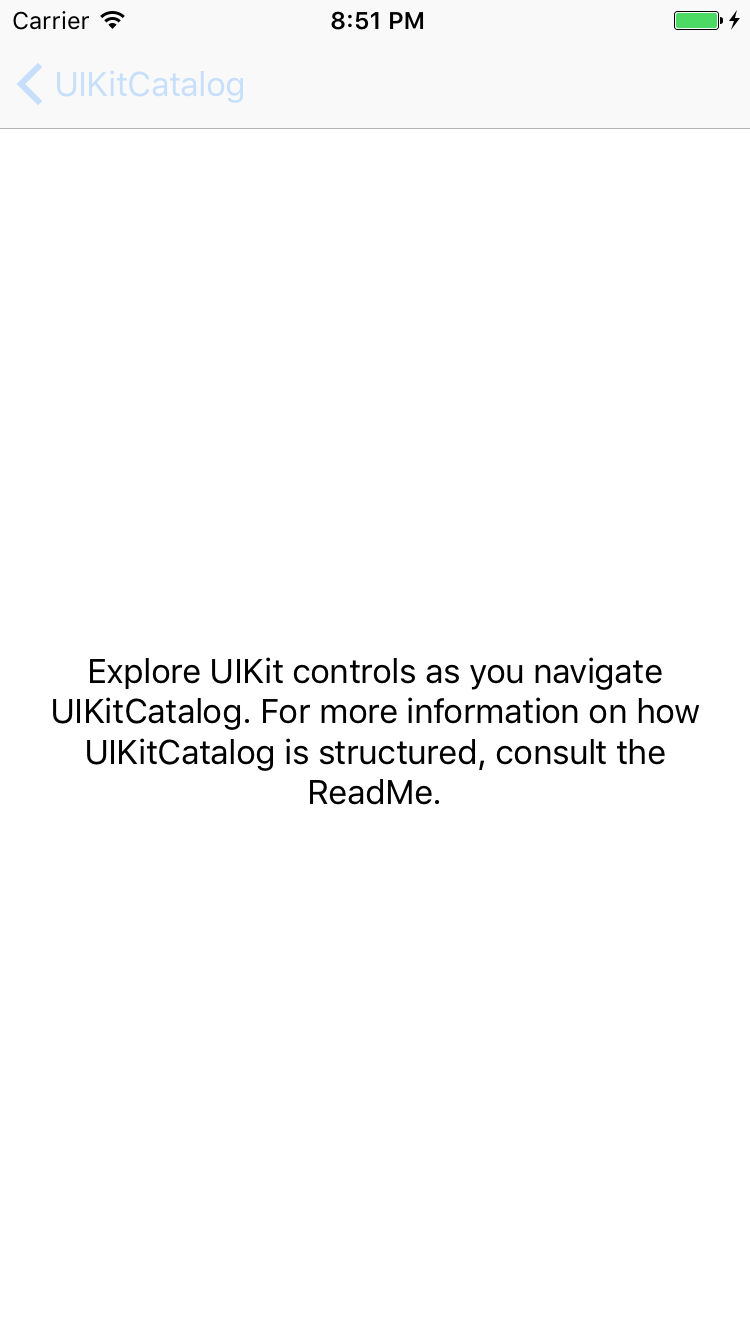 Carrier 8:51 PM
UIKitCatalog
Explore UIKit controls as you navigate
UIKitCatalog. For more information on how
UIKitCatalog is structured, consult the
ReadMe.